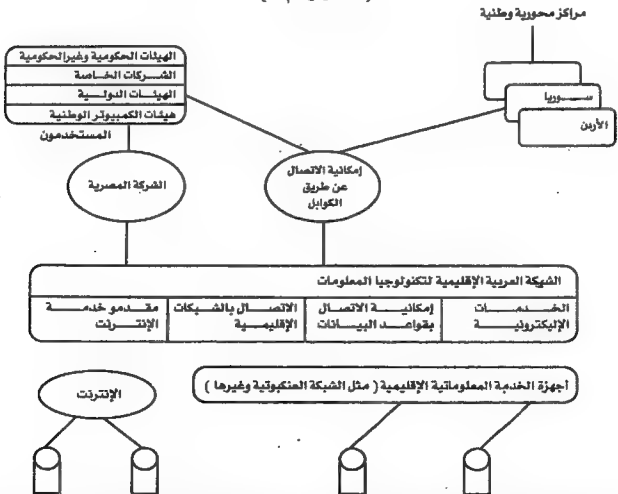 مراكز محورية وطنية
الهيئات الحكومية وغير الحكومية
الشركات الخاصة
الهيئات الدولية
هيئات الكمبيوتر الوطنية
المستخدمون
سوريا
الأردن
الشركة المصرية
إمكانية الاتصال
عن طريق
الكوابل
الشبكة العربية الإقليمية لتكنولوجيا المعلومات
الخدمات
الإليكترونية
إمكانية الاتصال
بقواعد البيانات
الاتصال بالشبكات
الإقليمية
مقدمو خدمة
الإنترنت
أجهزة الخدمة المعلوماتية الإقليمية ( مثل الشبكة العنكبوتية وغيرها )
الإنترنت